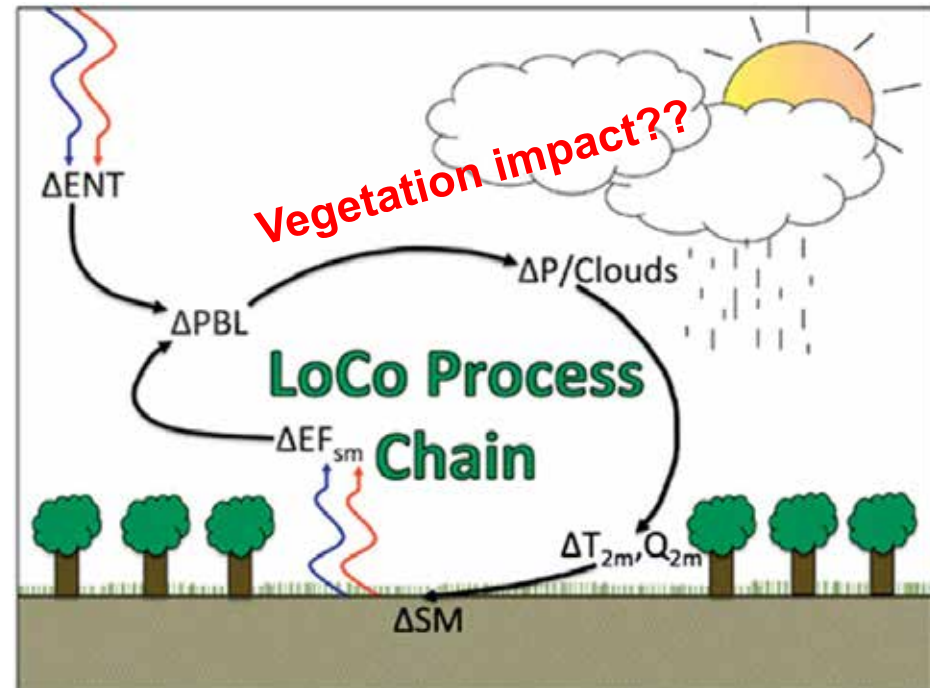 Vegetation impact??
ΔENT
ΔP/Clouds
ΔPBL
LoCo Process
Chain
ΔEFsm
ΔT2m,Q2m
ΔSM